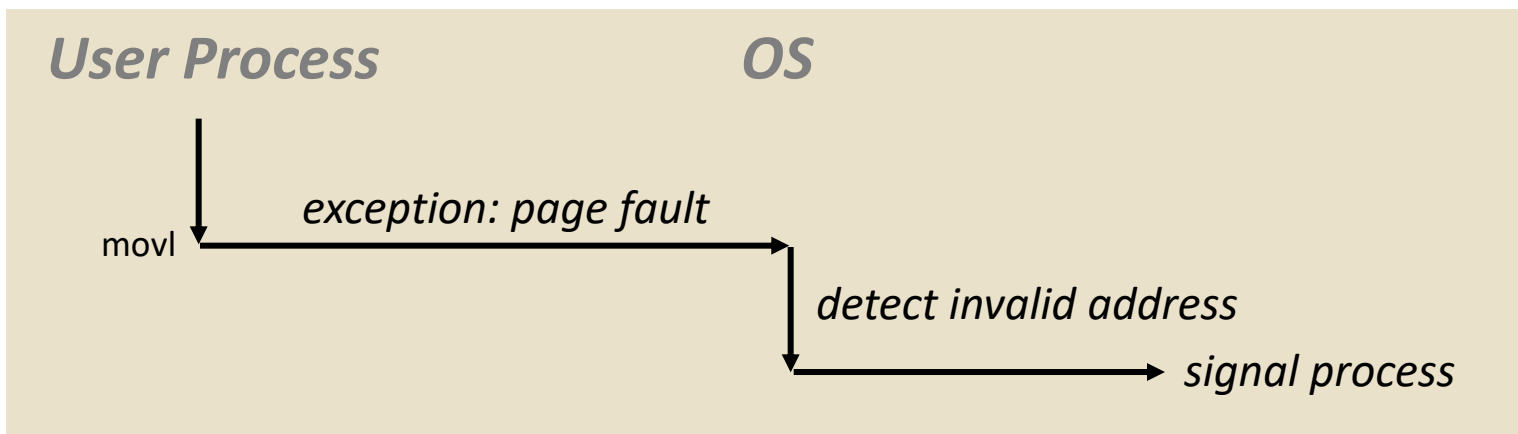 User Process OS
exception: page fault
movl
detect invalid address
signal process